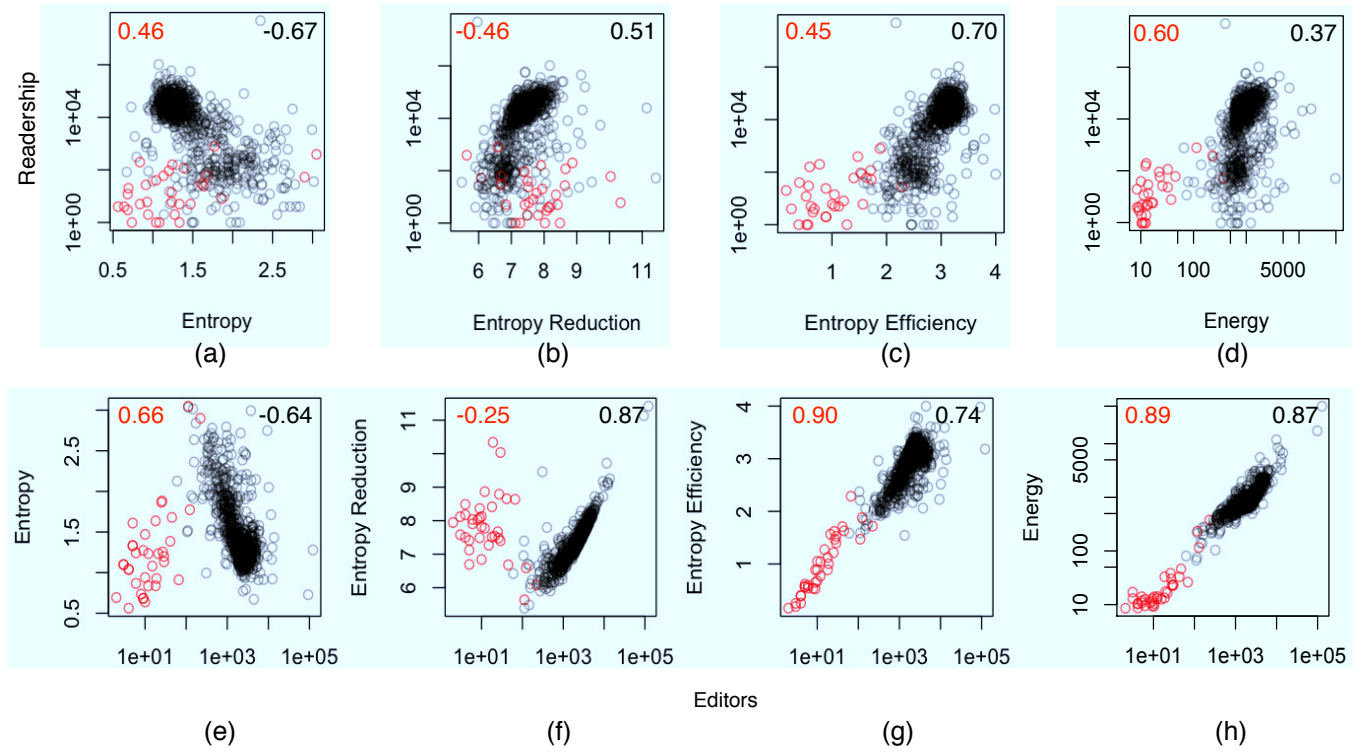 0.46 -0.67 -0.46 0.51 0.45 0.70 0.60 0.37
Readership
1e+00 1e+04
1e+00 1e+04
1e+00 1e+04
1e+00 1e+04
0.5 1.5 2.5
6 7 8 9 11
1 2 3 4
10 100 5000
Entropy
Entropy Reduction
Entropy Efficiency
Energy
(a) (b) (c) (d)
0.66 -0.64 -0.25 0.87 0.90 0.74 0.89 0.87
Entropy
0.5 1.5 2.5
Entropy Reduction
6 7 8 9 11
Entropy Efficiency
1 2 3 4
Energy
10 100 5000
1e+01 1e+03 1e+05
1e+01 1e+03 1e+05
1e+01 1e+03 1e+05
1e+01 1e+03 1e+05
Editors
(e) (f) (g) (h)